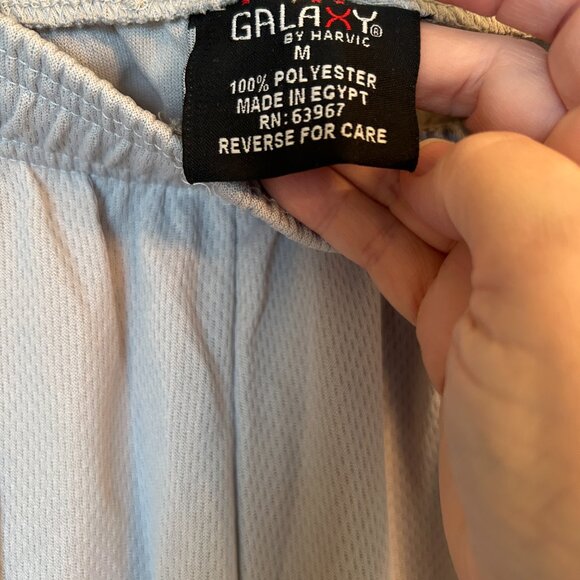 GALAXY®
BY HARVIC
M
100% POLYESTER
MADE IN EGYPT
RN: 63967
REVERSE FOR CARE